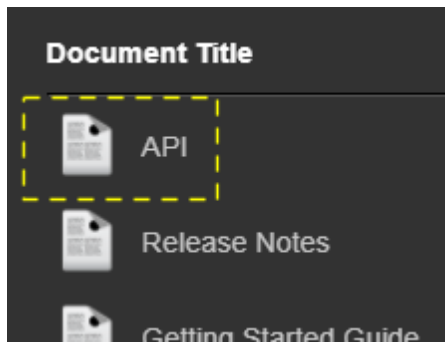 Document Title
API
Release Notes
Getting Started Guide